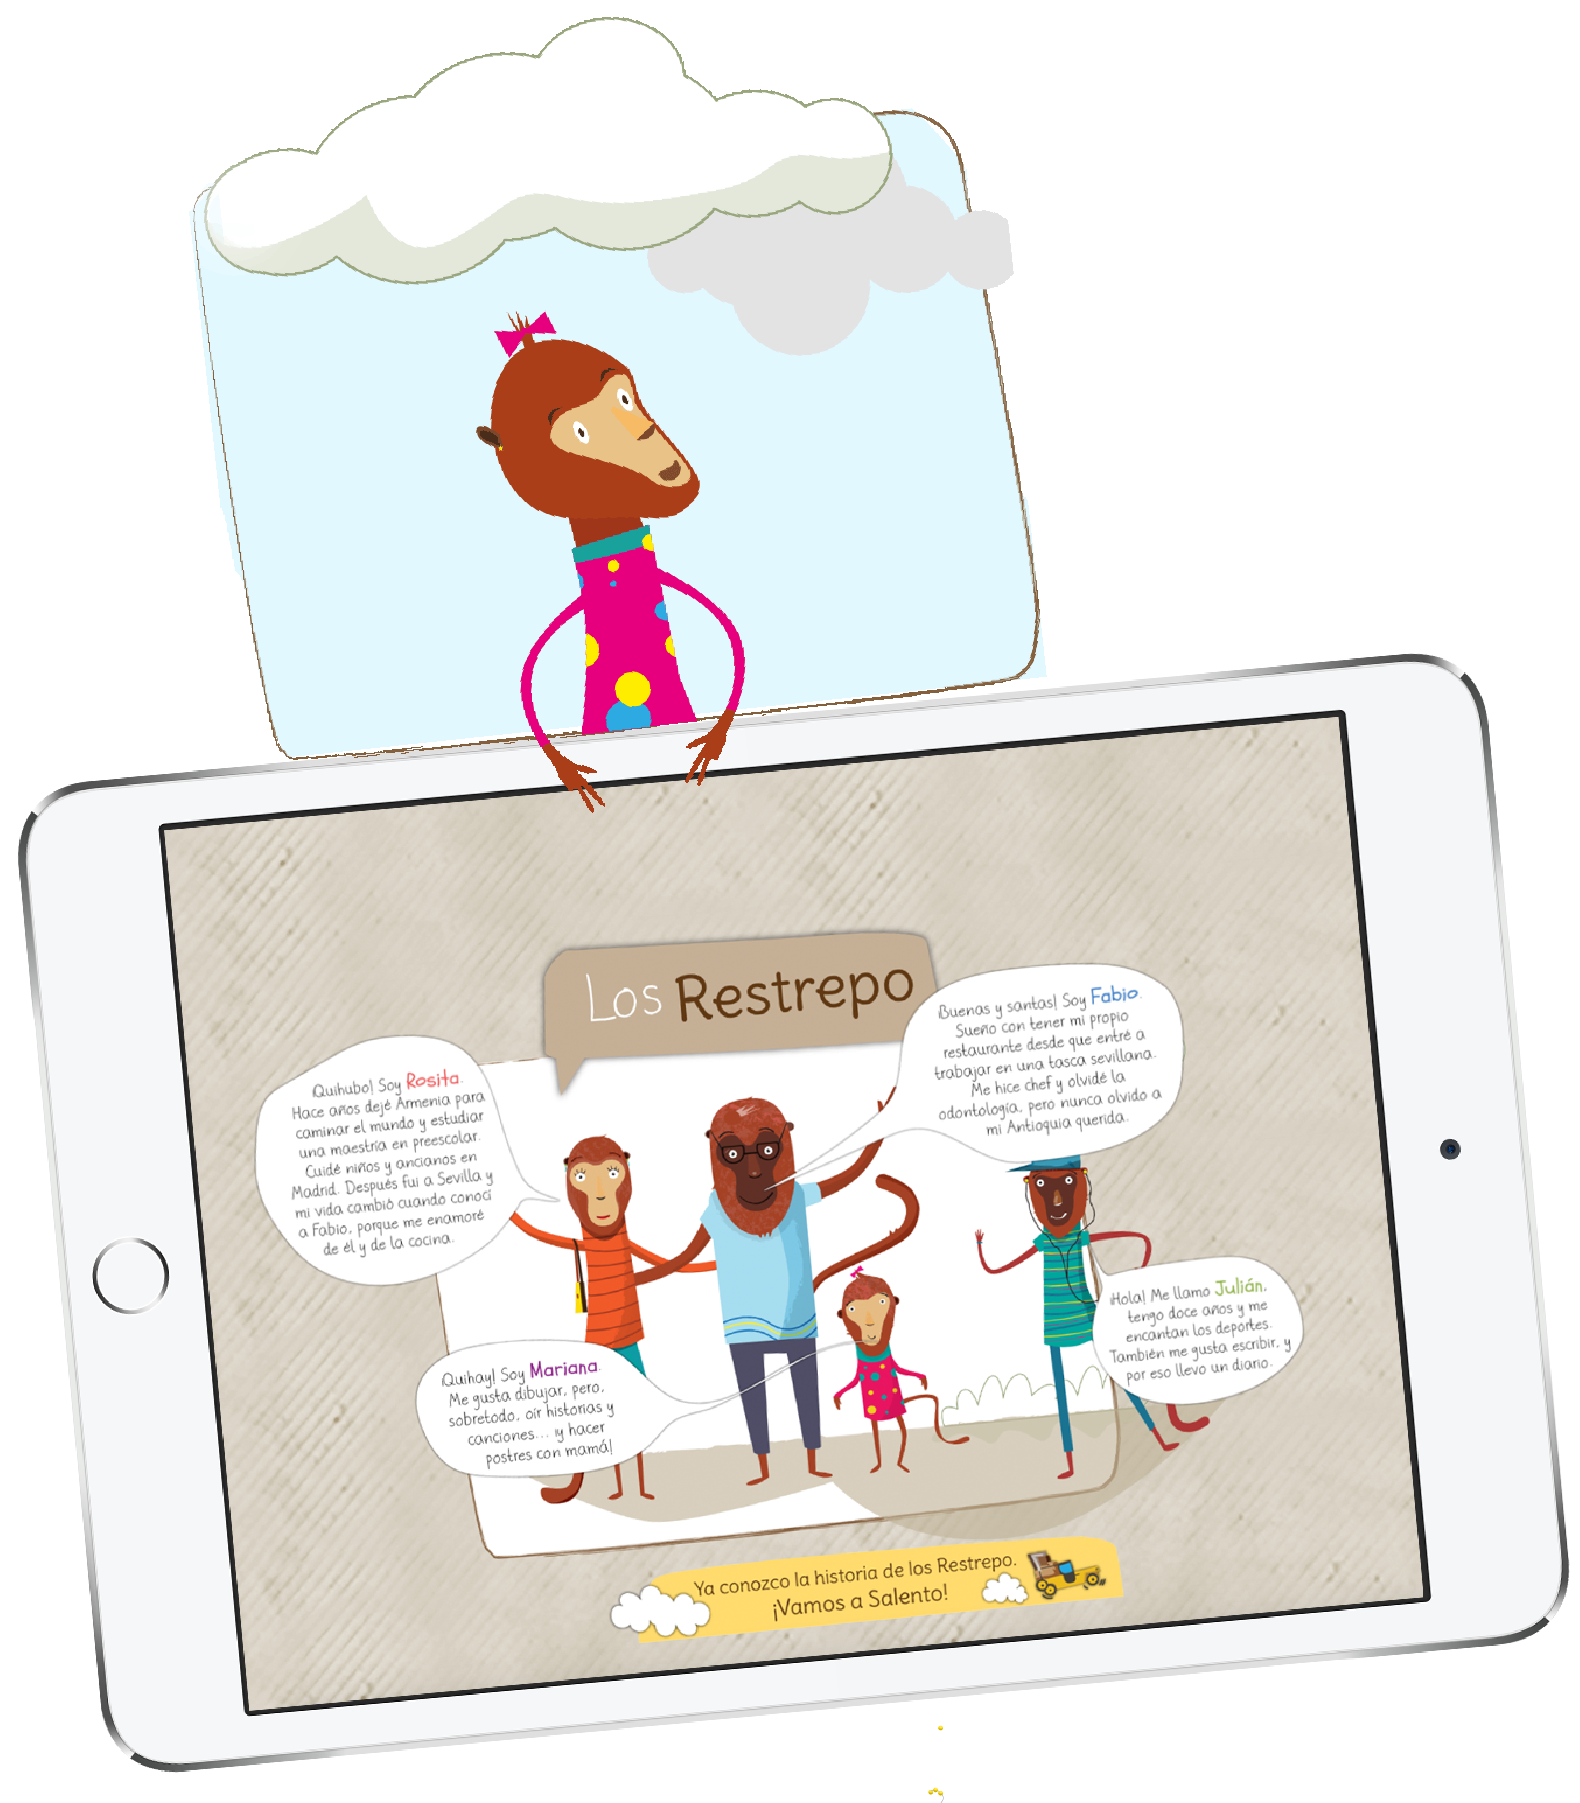 Los Restrepo
¡Quihubo! Soy Rosita.
Hace años dejé Armenia para
caminar el mundo y estudiar
una maestría en preescolar.
Cuidé niños y ancianos en
Madrid. Después fui a Sevilla y
mi vida cambió cuando conocí
a Fabio, porque me enamoré
de él y de la cocina.
¡Buenas y santas! Soy Fabio.
Sueño con tener mi propio
restaurante desde que entré a
trabajar en una tasca sevillana.
Me hice chef y olvidé la
odontología, pero nunca olvido a
mi Antioquia querida.
¡Quihay! Soy Mariana.
Me gusta dibujar, pero,
sobretodo, oír historias y
canciones... ¡y hacer
postres con mamá!
¡Hola! Me llamo Julián,
tengo doce años y me
encantan los deportes.
También me gusta escribir, y
por eso llevo un diario.
Ya conozco la historia de los Restrepo.
¡Vamos a Salento!